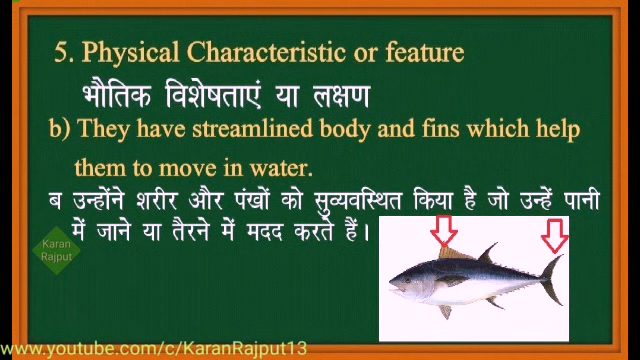 5. Physical Characteristic or feature
भौतिक विशेषताएं या लक्षण
b) They have streamlined body and fins which help
them to move in water.
ब उन्होंने शरीर और पंखों को सुव्यवस्थित किया है जो उन्हें पानी
में जाने या तैरने में मदद करते हैं।
Karan
Rajput
www.youtube.com/c/KaranRajput13